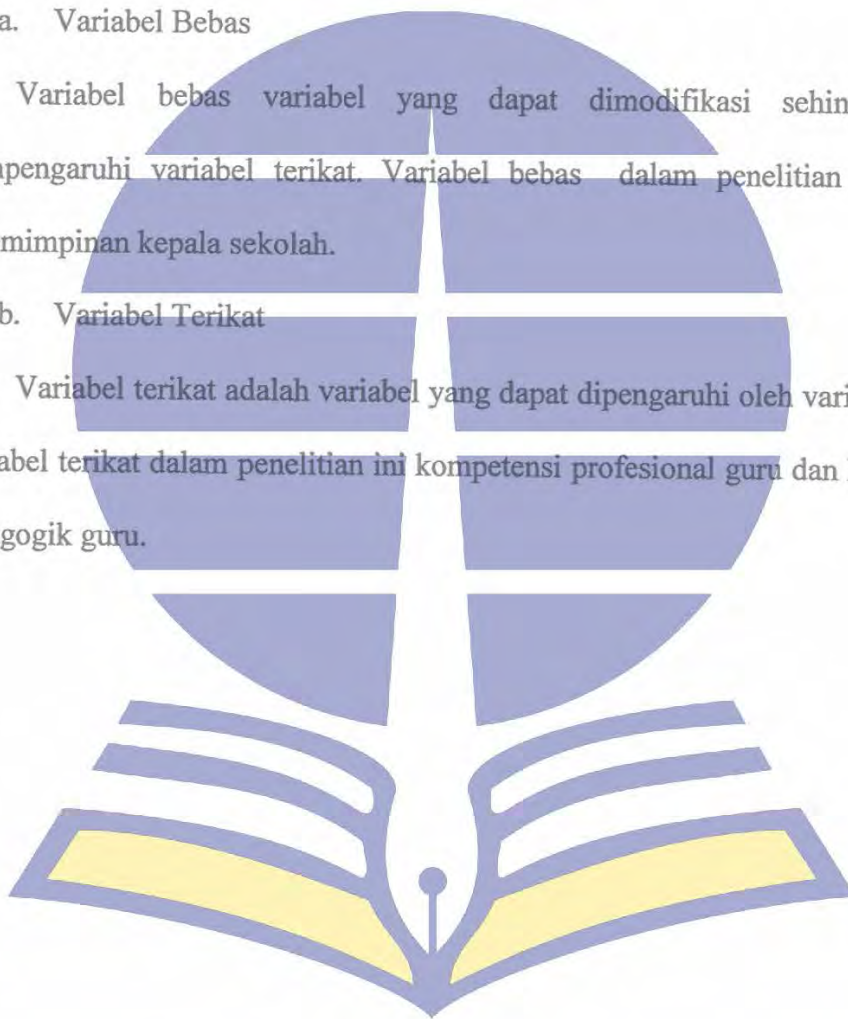 a. Variabel Bebas
Variabel bebas variabel yang dapat dimodifikasi sehin
pengaruhi variabel terikat. Variabel bebas dalam penelitian
mimpinan kepala sekolah.
b. Variabel Terikat
Variabel terikat adalah variabel yang dapat dipengaruhi oleh vari
abel terikat dalam penelitian ini kompetensi profesional guru dan
gogik guru.